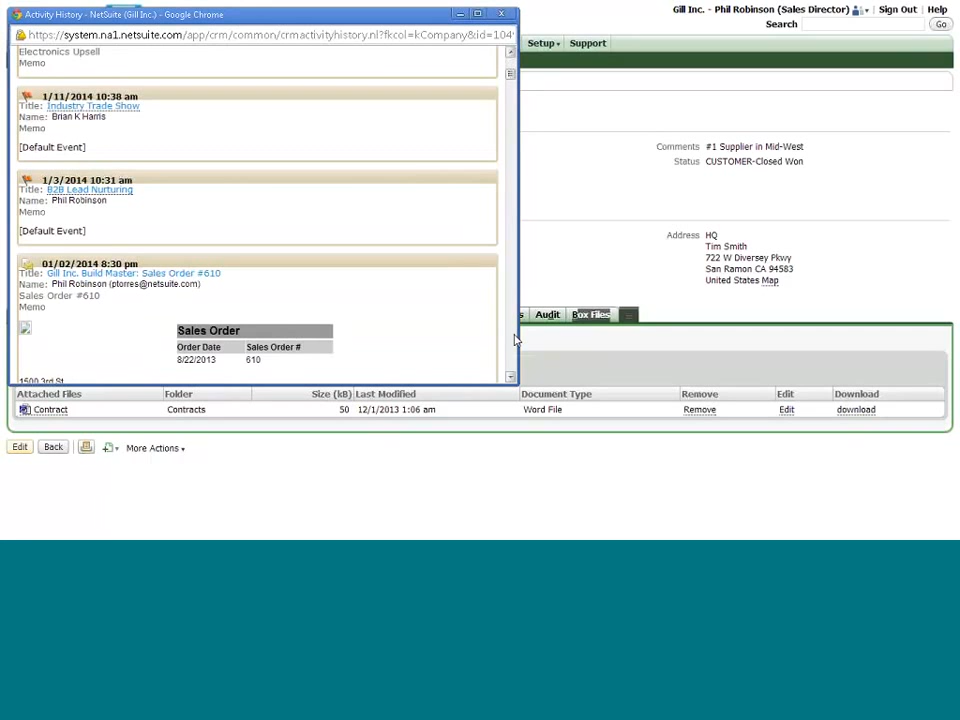 Activity History - NetSuite (Gill Inc.) - Google Chrome
https://system.na1.netsuite.com/app/crm/common/crmactivityhistory.nl?fkcol=kCompany&id=104
Electronics Upsell
Memo
1/11/2014 10:38 am
Title: Industry Trade Show
Name: Brian K Harris
Memo
[Default Event]
1/3/2014 10:31 am
Title: B2B Lead Nurturing
Name: Phil Robinson
Memo
[Default Event]
01/02/2014 8:30 pm
Title: Gill Inc. Build Master: Sales Order #610
Name: Phil Robinson (ptorres@netsuite.com)
Sales Order #610
Memo
Sales Order
Order Date Sales Order #
8/22/2013 610
1500 3rd St
Gill Inc. - Phil Robinson (Sales Director) Sign Out Help
Search Go
Setup Support
Comments #1 Supplier in Mid-West
Status CUSTOMER-Closed Won
Address HQ
Tim Smith
722 W Diversey Pkwy
San Ramon CA 94583
United States Map
s Audit Box Files ...
Attached Files Folder Size (kB) Last Modified Document Type Remove Edit Download
Contract Contracts 50 12/1/2013 1:06 am Word File Remove Edit download
Edit Back More Actions